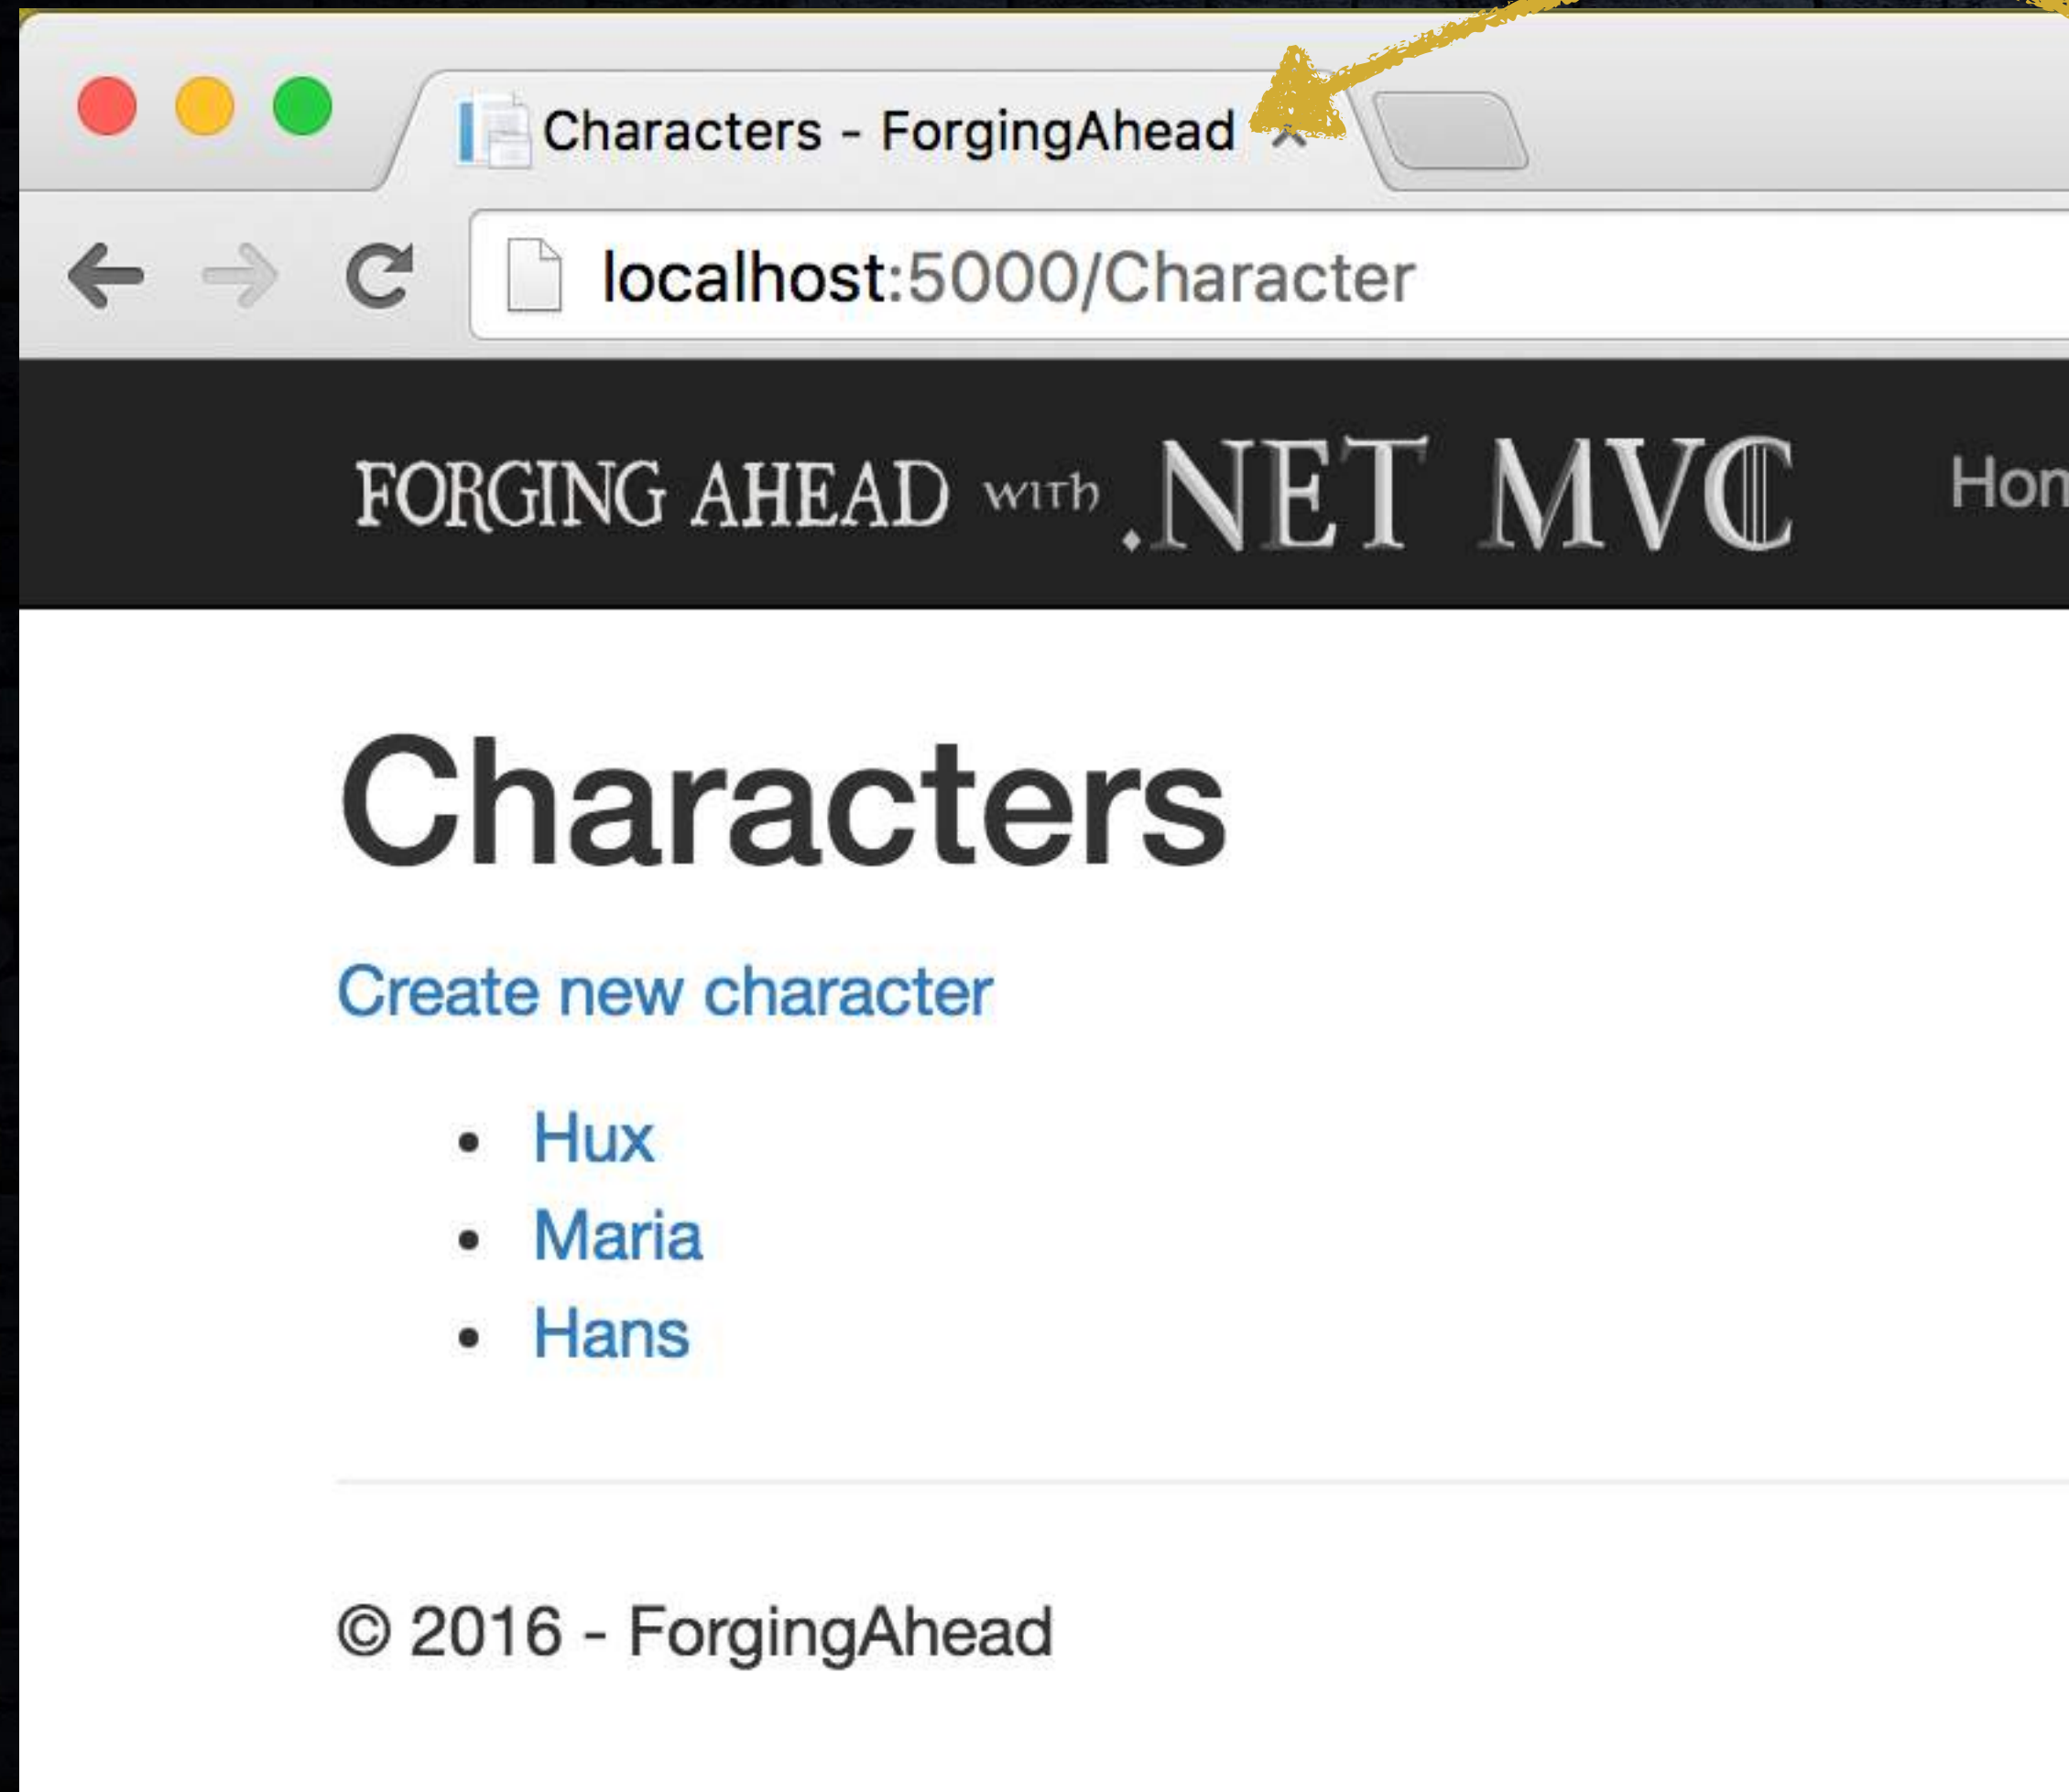 Characters - ForgingAhead
localhost:5000/Character
FORGING AHEAD with .NET MVC
Characters
Create new character
• Hux
• Maria
• Hans
© 2016 - ForgingAhead